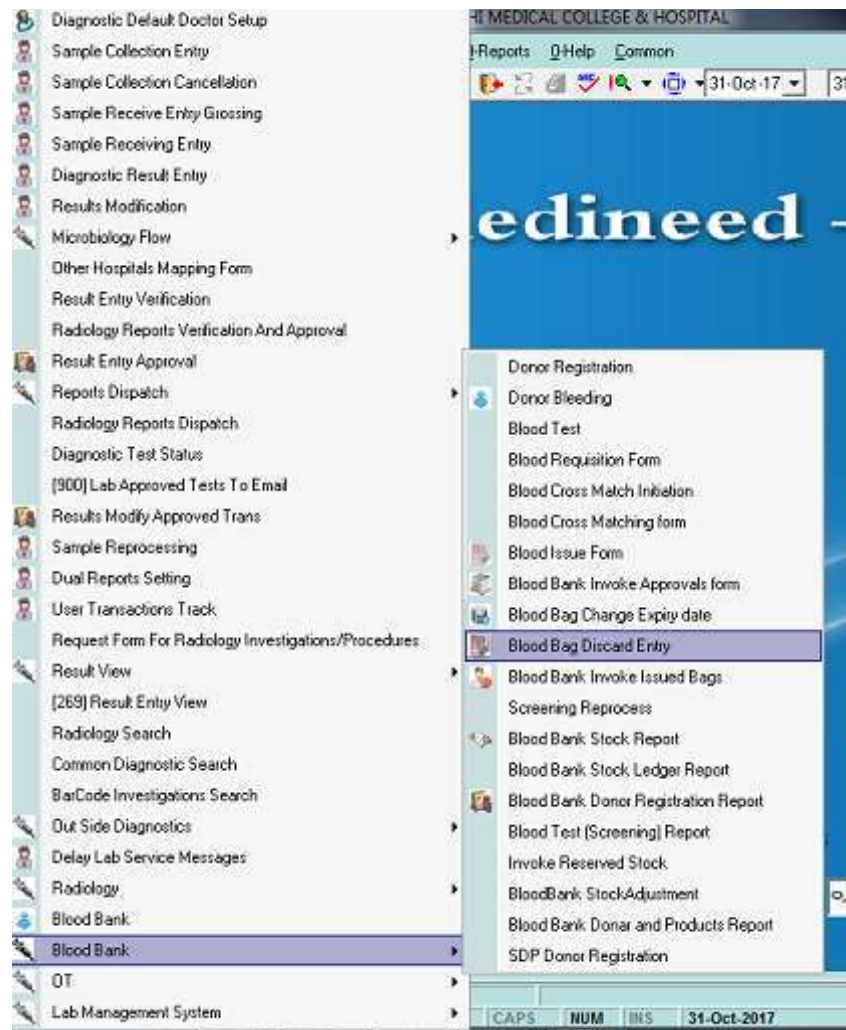 Diagnostic Default Doctor Setup
Sample Collection Entry
Sample Collection Cancellation
Sample Receive Entry Grossing
Sample Receiving Entry
Diagnostic Result Entry
Results Modification
Microbiology Flow
Other Hospitals Mapping Form
Result Entry Verification
Radiology Reports Verification And Approval
Result Entry Approval
Reports Dispatch
Radiology Reports Dispatch
Diagnostic Test Status
[900] Lab Approved Tests To Email
Results Modify Approved Trans
Sample Reprocessing
Dual Reports Setting
User Transactions Track
Request Form For Radiology Investigations/Procedures
Result View
[269] Result Entry View
Radiology Search
Common Diagnostic Search
BarCode Investigations Search
Out Side Diagnostics
Delay Lab Service Messages
Radiology
Blood Bank
Blood Bank
OT
Lab Management System
HI MEDICAL COLLEGE & HOSPITAL
-Reports 0-Help Common
31-Oct-17 31
edineed -
Donor Registration
Donor Bleeding
Blood Test
Blood Requisition Form
Blood Cross Match Initiation
Blood Cross Matching form
Blood Issue Form
Blood Bank Invoke Approvals form
Blood Bag Change Expiry date
Blood Bag Discard Entry
Blood Bank Invoke Issued Bags
Screening Reprocess
Blood Bank Stock Report
Blood Bank Stock Ledger Report
Blood Bank Donor Registration Report
Blood Test (Screening) Report
Invoke Reserved Stock
BloodBank StockAdjustment
Blood Bank Donar and Products Report
SDP Donor Registration
CAPS NUM INS 31-Oct-2017